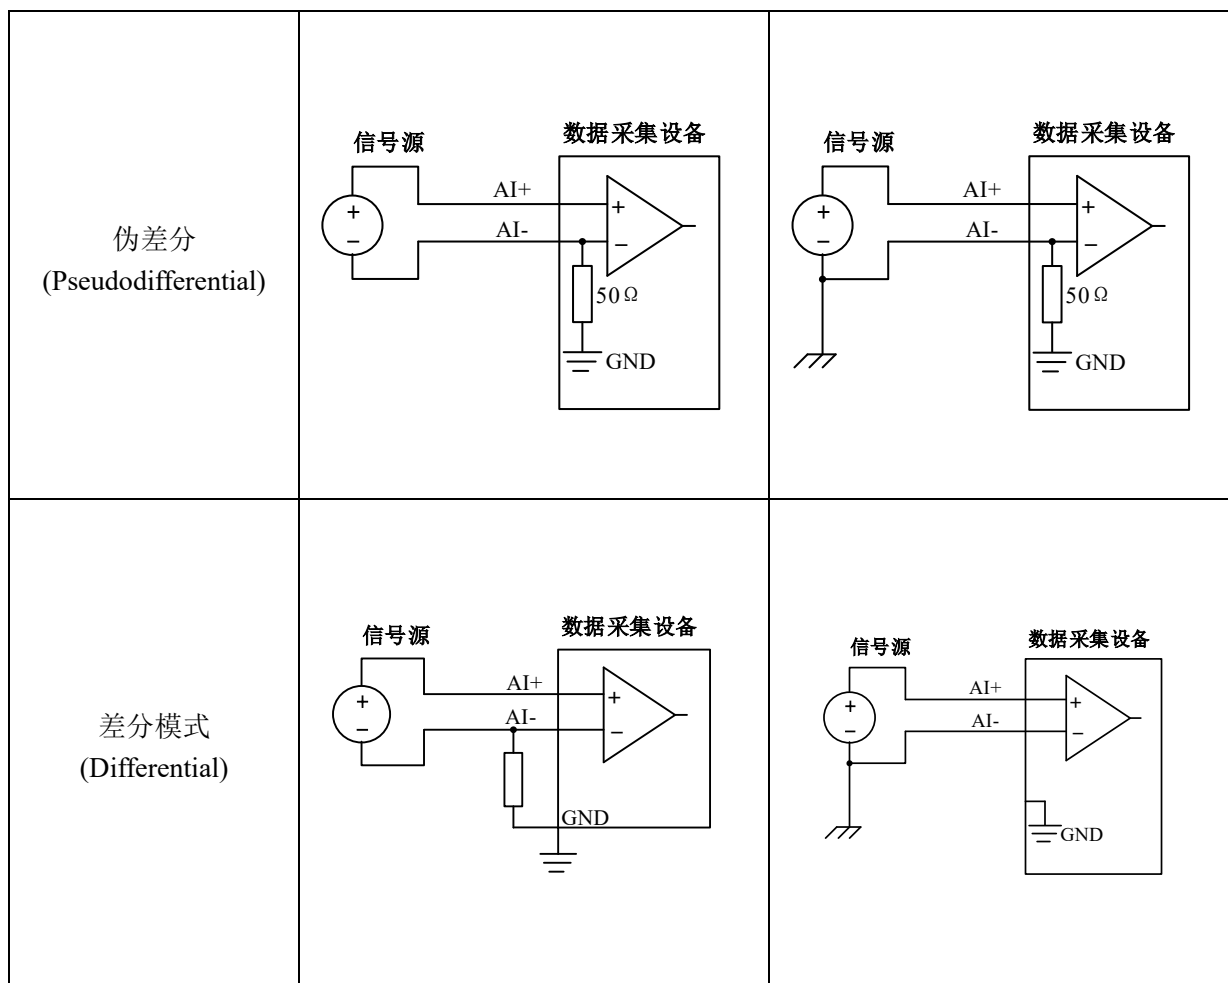 伪差分
(Pseudodifferential)
信号源
数据采集设备
AI+
AI-
+
−
+
−
50Ω
GND
信号源
数据采集设备
AI+
AI-
+
−
+
−
50Ω
GND
差分模式
(Differential)
信号源
数据采集设备
AI+
AI-
+
−
+
−
GND
信号源
数据采集设备
AI+
AI-
+
−
+
−
GND